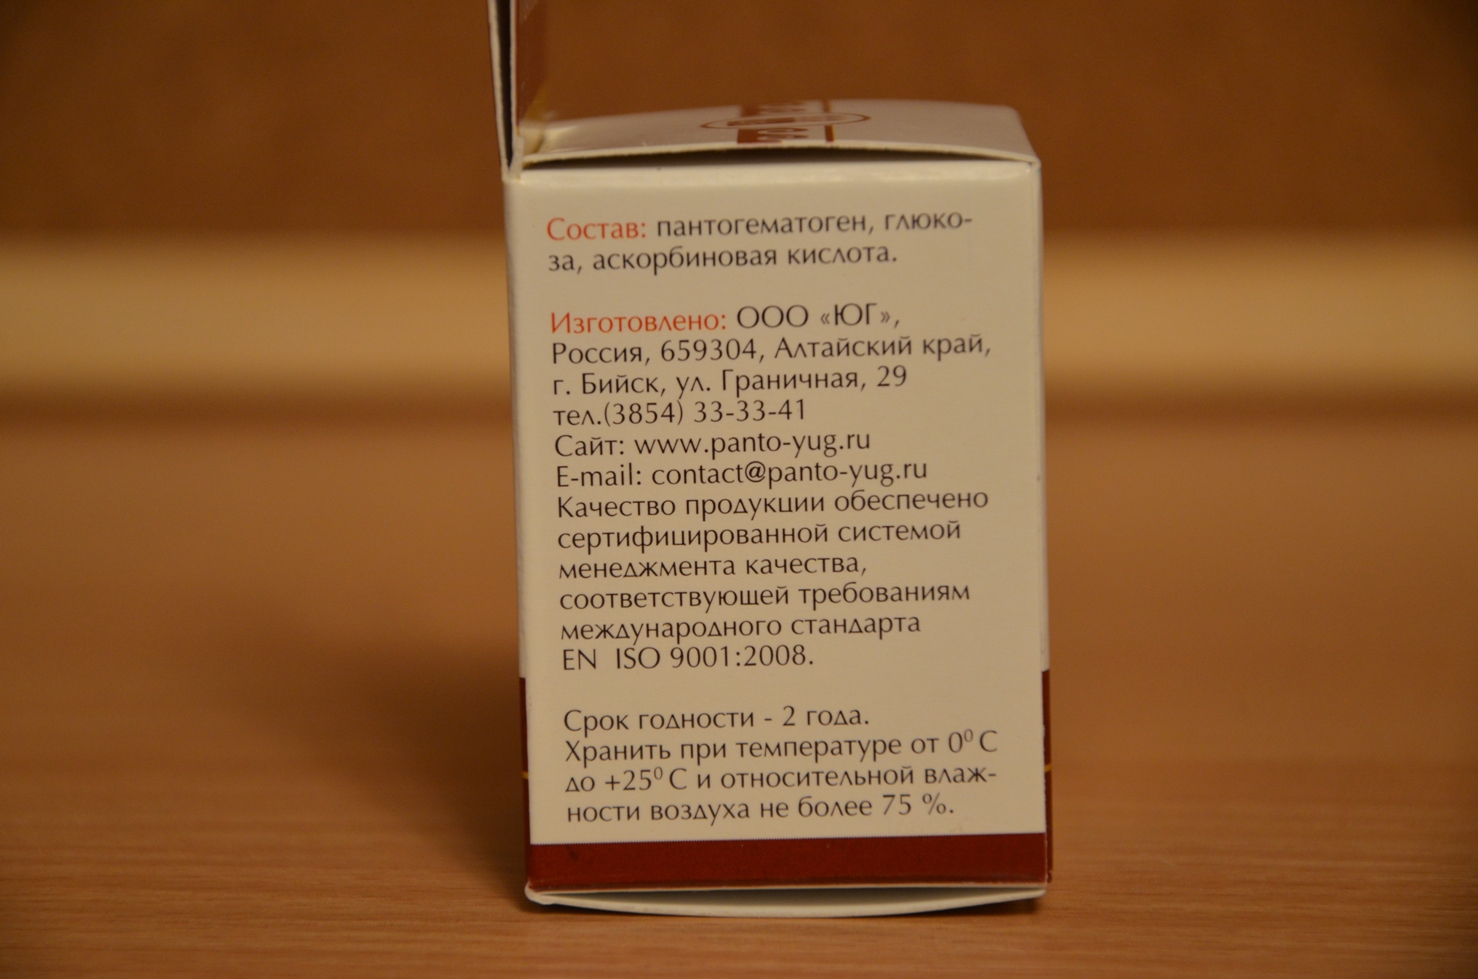 Состав: пантогематоген, глюко-
за, аскорбиновая кислота.
Изготовлено: ООО «ЮГ»,
Россия, 659304, Алтайский край,
г. Бийск, ул. Граничная, 29
тел.(3854) 33-33-41
Сайт: www.panto-yug.ru
E-mail: contact@panto-yug.ru
Качество продукции обеспечено
сертифицированной системой
менеджмента качества,
соответствующей требованиям
международного стандарта
EN ISO 9001:2008.
Срок годности - 2 года.
Хранить при температуре от 0⁰ С
до +25⁰ С и относительной влаж-
ности воздуха не более 75 %.